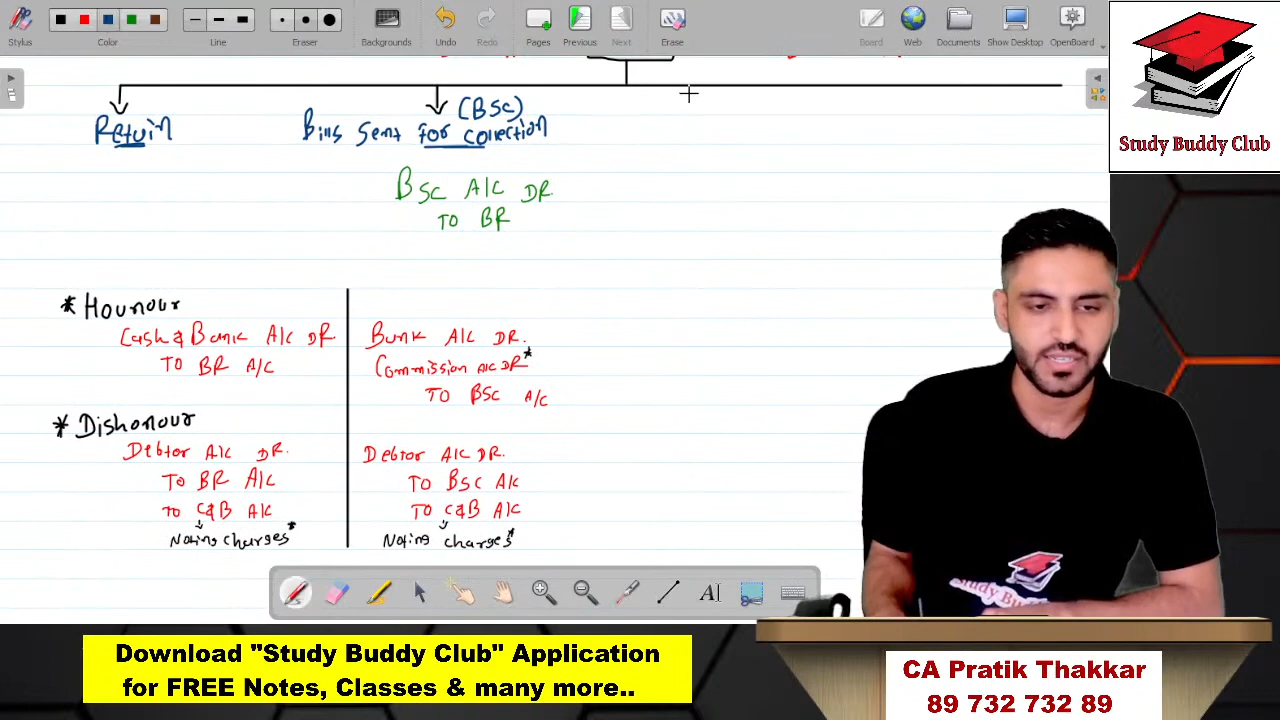 Stylus
Color
Line
Eraser
Backgrounds
Undo
Redo
Pages
Previous
Next
Erase
Board
Web
Documents
Show Desktop
OpenBoard
Study Buddy Club
Retain
(BSC)
Bills Sent for collection
BSC A/C DR
TO BR
* Hounour
Cash & Bank A/C DR
TO BR A/C
Bank A/C DR.
Commission A/C DR*
TO BSC A/C
* Dishonour
Debtor A/C DR.
TO BR A/C
TO C&B A/C
Noting charges*
Debtor A/C DR.
TO BSC A/C
TO C&B A/C
Noting charges*
Study Buddy
Download "Study Buddy Club" Application
for FREE Notes, Classes & many more..
CA Pratik Thakkar
89 732 732 89